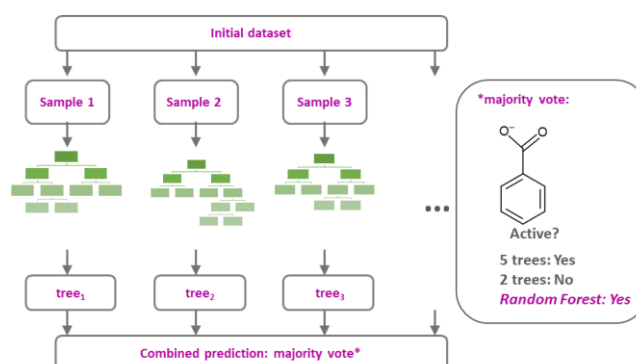 Initial dataset
Sample 1
Sample 2
Sample 3
*majority vote:
O⁻
O
...
Active?
5 trees: Yes
2 trees: No
Random Forest: Yes
tree₁
tree₂
tree₃
Combined prediction: majority vote*